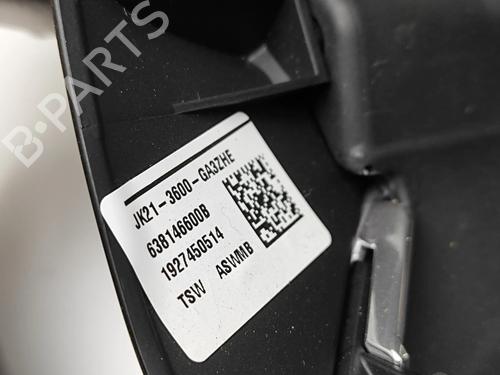 B-PARTS
JK21-3600-GA3ZHE
638146600B
1927450514
TSW ASWMB